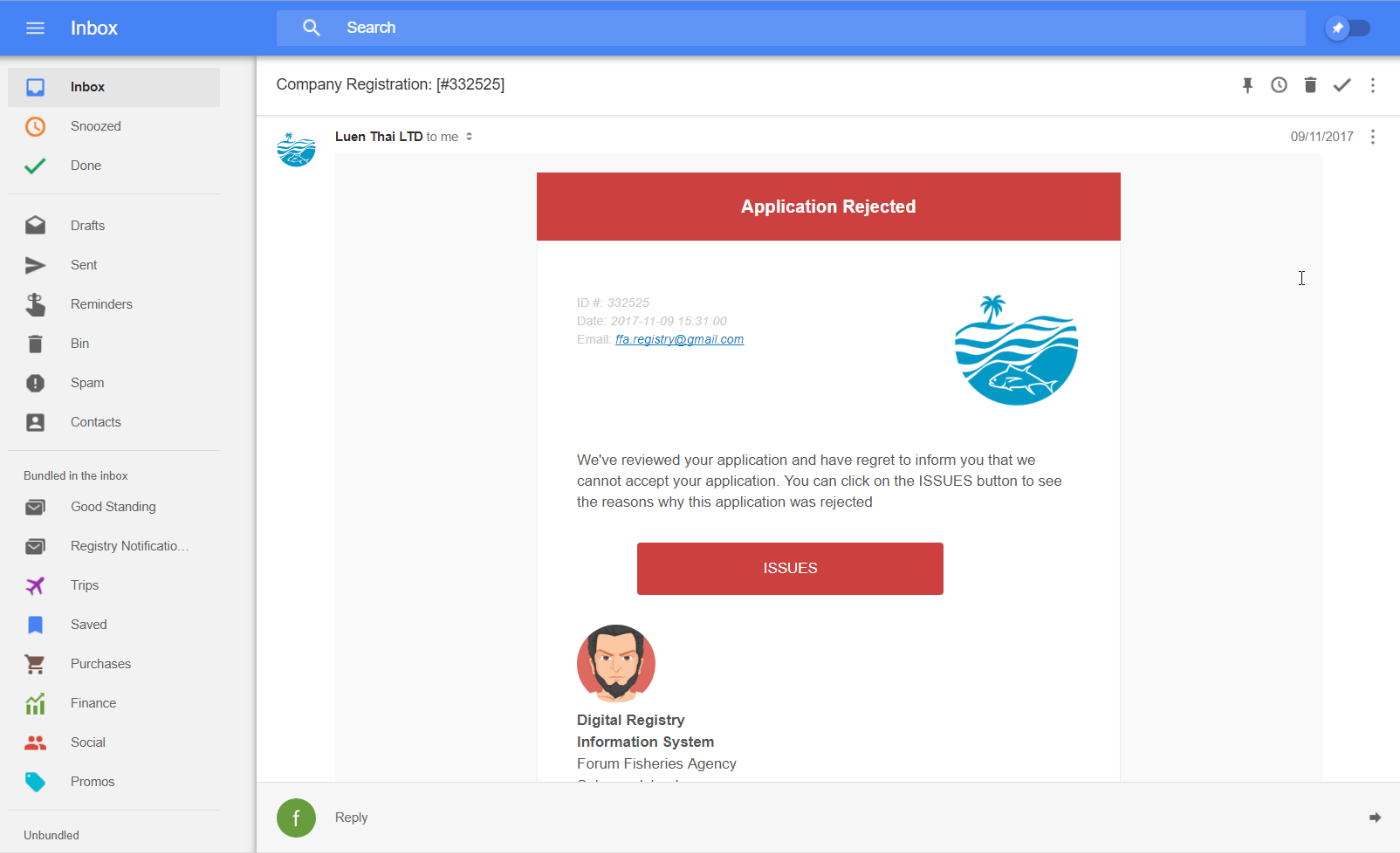 Inbox
Search
Inbox
Snoozed
Done
Drafts
Sent
Reminders
Bin
Spam
Contacts
Bundled in the inbox
Good Standing
Registry Notificatio…
Trips
Saved
Purchases
Finance
Social
Promos
Unbundled
Company Registration: [#332525]
Luen Thai LTD to me
09/11/2017
Application Rejected
ID #: 332525
Date: 2017-11-09 15:31:00
Email: ffa.registry@gmail.com
We've reviewed your application and have regret to inform you that we
cannot accept your application. You can click on the ISSUES button to see
the reasons why this application was rejected
ISSUES
Digital Registry
Information System
Forum Fisheries Agency
f
Reply